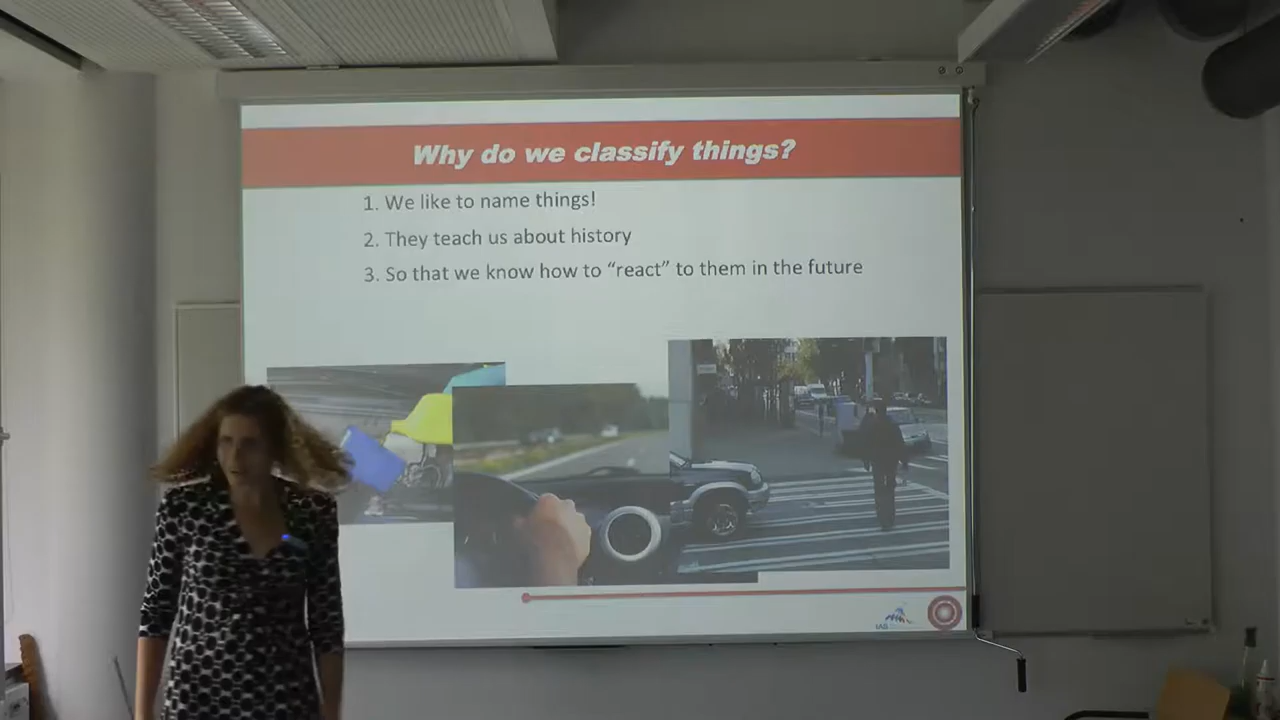 Why do we classify things?
1. We like to name things!
2. They teach us about history
3. So that we know how to “react” to them in the future
IAG